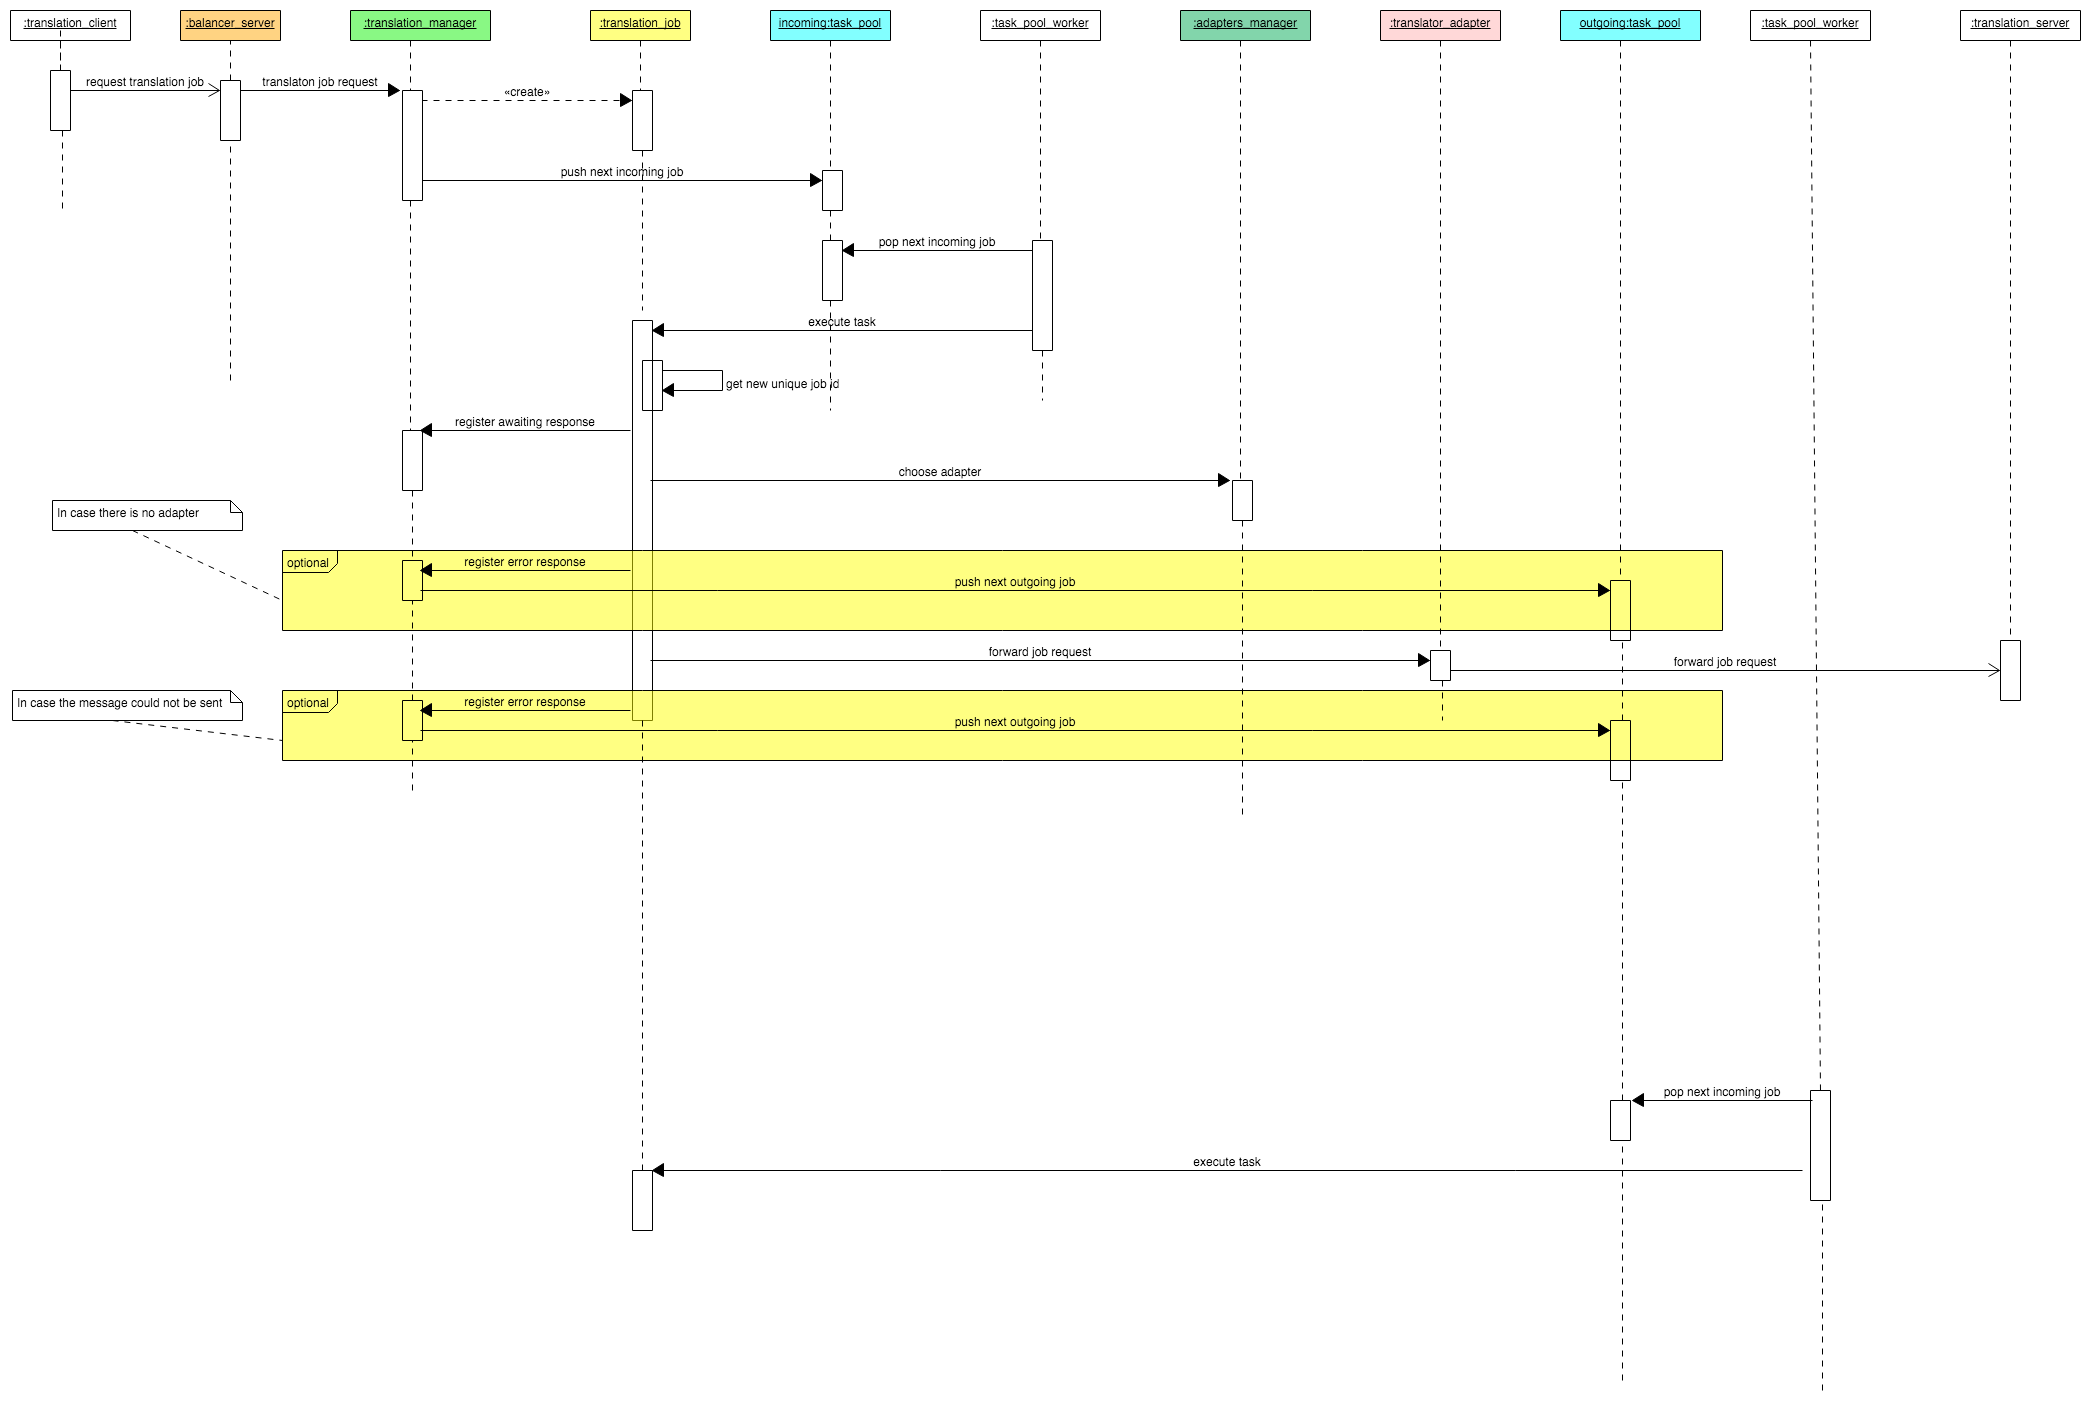 :translation_client
:balancer_server
:translation_manager
:translation_job
incoming:task_pool
:task_pool_worker
:adapters_manager
:translator_adapter
outgoing:task_pool
:task_pool_worker
:translation_server
request translation job
translaton job request
«create»
push next incoming job
pop next incoming job
execute task
get new unique job id
register awaiting response
choose adapter
In case there is no adapter
optional
register error response
push next outgoing job
forward job request
forward job request
In case the message could not be sent
optional
register error response
push next outgoing job
pop next incoming job
execute task